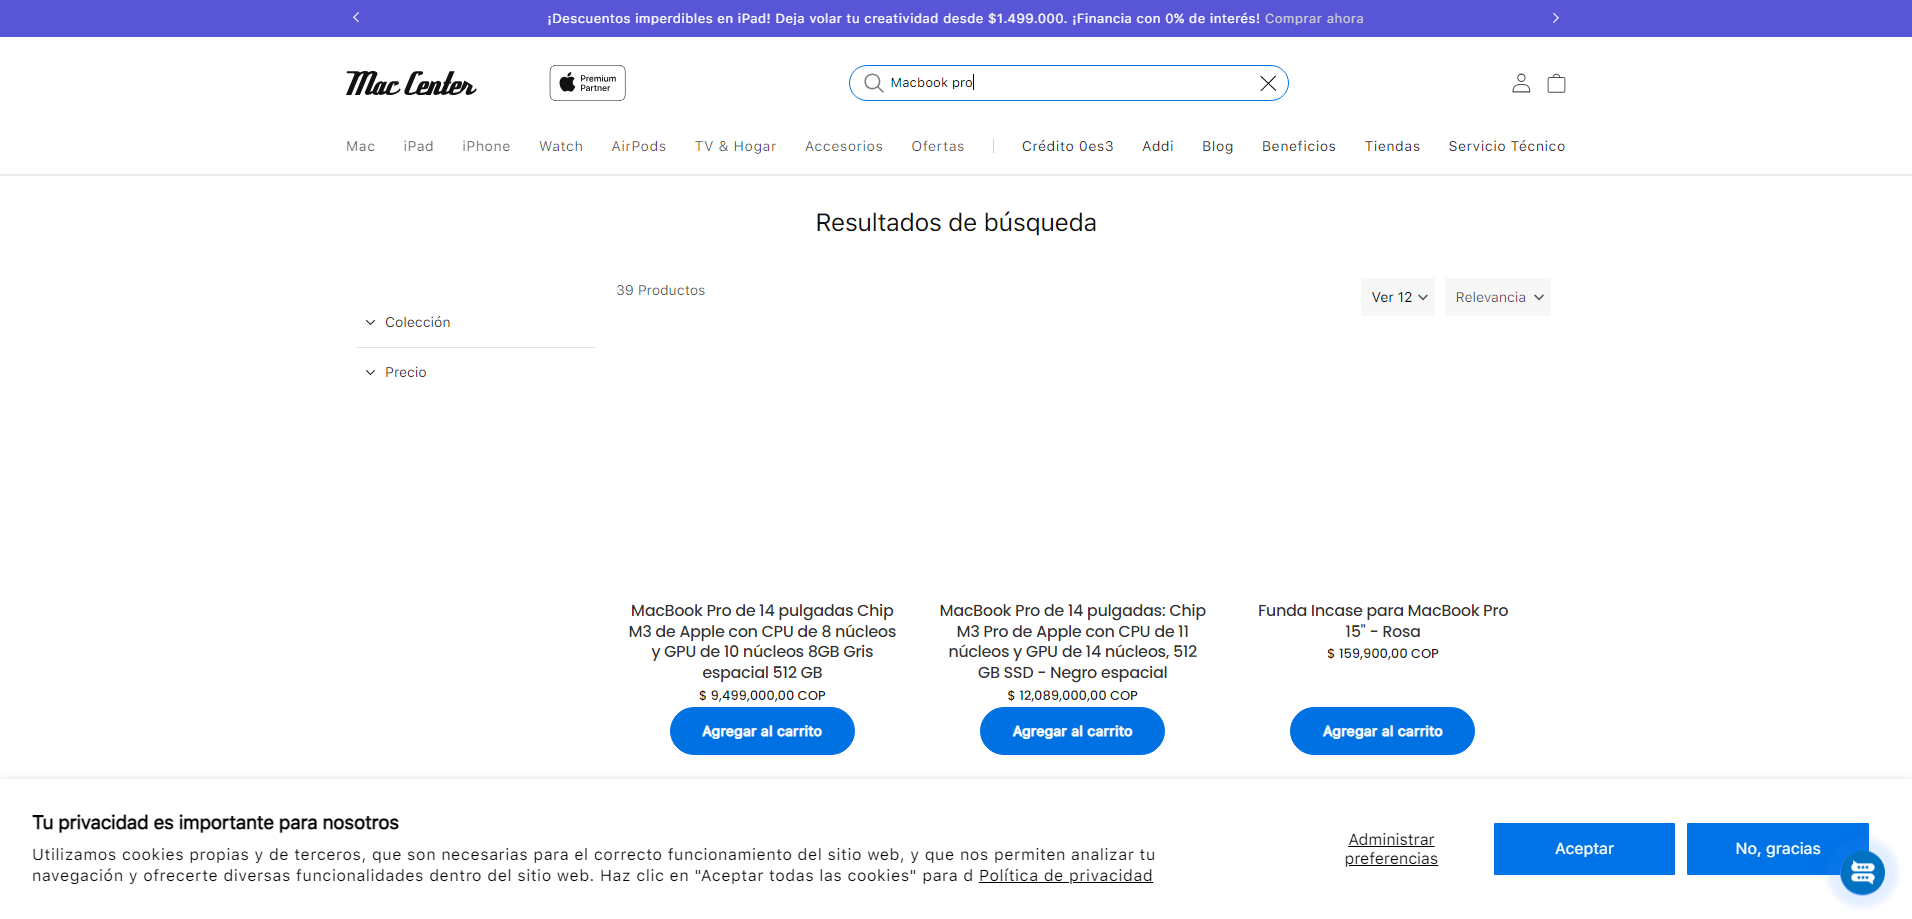 ¡Descuentos imperdibles en iPad! Deja volar tu creatividad desde $1.499.000. ¡Financia con 0% de interés! Comprar ahora
Mac Center
Premium
Partner
Macbook pro
Mac iPad iPhone Watch AirPods TV & Hogar Accesorios Ofertas Crédito 0es3 Addi Blog Beneficios Tiendas Servicio Técnico
Resultados de búsqueda
39 Productos
Ver 12
Relevancia
Colección
Precio
MacBook Pro de 14 pulgadas Chip
M3 de Apple con CPU de 8 núcleos
y GPU de 10 núcleos 8GB Gris
espacial 512 GB
$ 9,499,000,00 COP
Agregar al carrito
MacBook Pro de 14 pulgadas: Chip
M3 Pro de Apple con CPU de 11
núcleos y GPU de 14 núcleos, 512
GB SSD - Negro espacial
$ 12,089,000,00 COP
Agregar al carrito
Funda Incase para MacBook Pro
15" - Rosa
$ 159,900,00 COP
Agregar al carrito
Tu privacidad es importante para nosotros
Utilizamos cookies propias y de terceros, que son necesarias para el correcto funcionamiento del sitio web, y que nos permiten analizar tu
navegación y ofrecerte diversas funcionalidades dentro del sitio web. Haz clic en "Aceptar todas las cookies" para d Política de privacidad
Administrar
preferencias
Aceptar
No, gracias